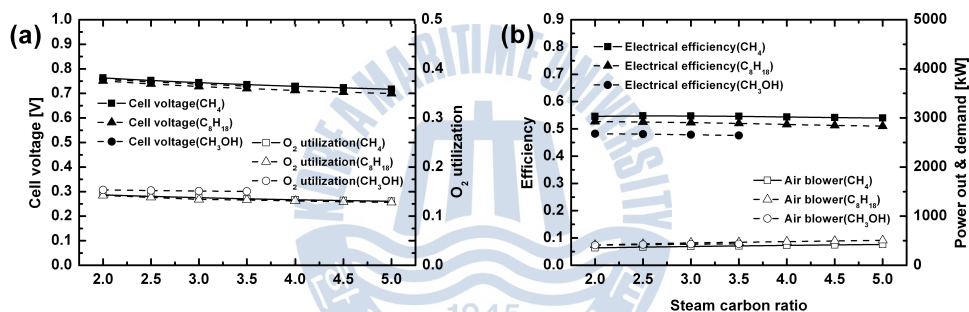 (a)
1.0
0.9
0.8
0.7
0.6
0.5
0.4
0.3
0.2
0.1
0.0
Cell voltage [V]
Cell voltage(CH4)
Cell voltage(C8H18)
Cell voltage(CH3OH)
O2 utilization(CH4)
O2 utilization(C8H18)
O2 utilization(CH3OH)
2.0 2.5 3.0 3.5 4.0 4.5 5.0
0.5
0.4
0.3
0.2
0.1
0.0
O2 utilization
(b)
0.9
0.8
0.7
0.6
0.5
0.4
0.3
0.2
0.1
0.0
Efficiency
Electrical efficiency(CH4)
Electrical efficiency(C8H18)
Electrical efficiency(CH3OH)
Air blower(CH4)
Air blower(C8H18)
Air blower(CH3OH)
2.0 2.5 3.0 3.5 4.0 4.5 5.0
Steam carbon ratio
5000
4000
3000
2000
1000
0
Power out & demand [kW]
KOREA MARITIME UNIVERSITY
1945